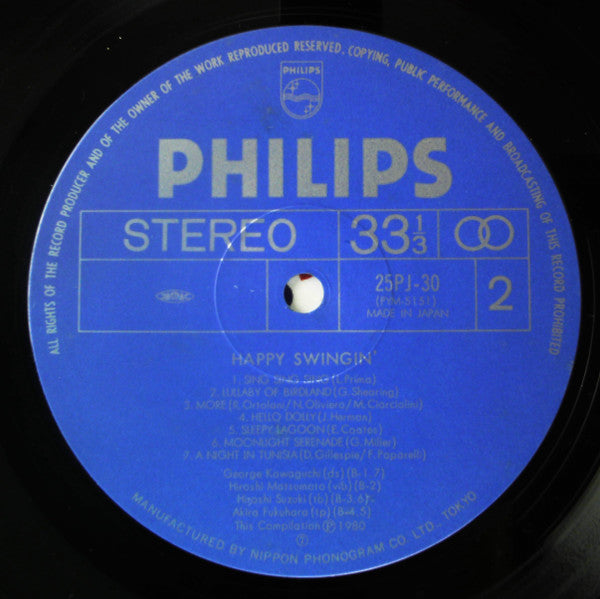 ALL RIGHTS OF THE RECORD PRODUCER AND OF THE OWNER OF THE WORK REPRODUCED RESERVED. COPYING, PUBLIC PERFORMANCE AND BROADCASTING OF THIS RECORD PROHIBITED.
PHILIPS
PHILIPS
STEREO 33 1/3
25PJ-30
(PYM-5151)
MADE IN JAPAN
2
HAPPY SWINGIN'
1. SING SING SING (L. Prima)
2. LULLABY OF BIRDLAND (G. Shearing)
3. MORE (R. Ortolani/N. Oliviero/M. Ciorciolini)
4. HELLO DOLLY (J. Herman)
5. SLEEPY LAGOON (E. Coates)
6. MOONLIGHT SERENADE (G. Miller)
7. A NIGHT IN TUNISIA (D. Gillespie/F. Paparelli)
George Kawaguchi (ds) (B-1.7)
Hiroshi Matsumoto (vib) (B-2)
Hiroshi Suzuki (tb) (B-3.6)
Akira Fukuhara (tp) (B-4.5)
This Compilation Ⓟ 1980
MANUFACTURED BY NIPPON PHONOGRAM CO. LTD., TOKYO